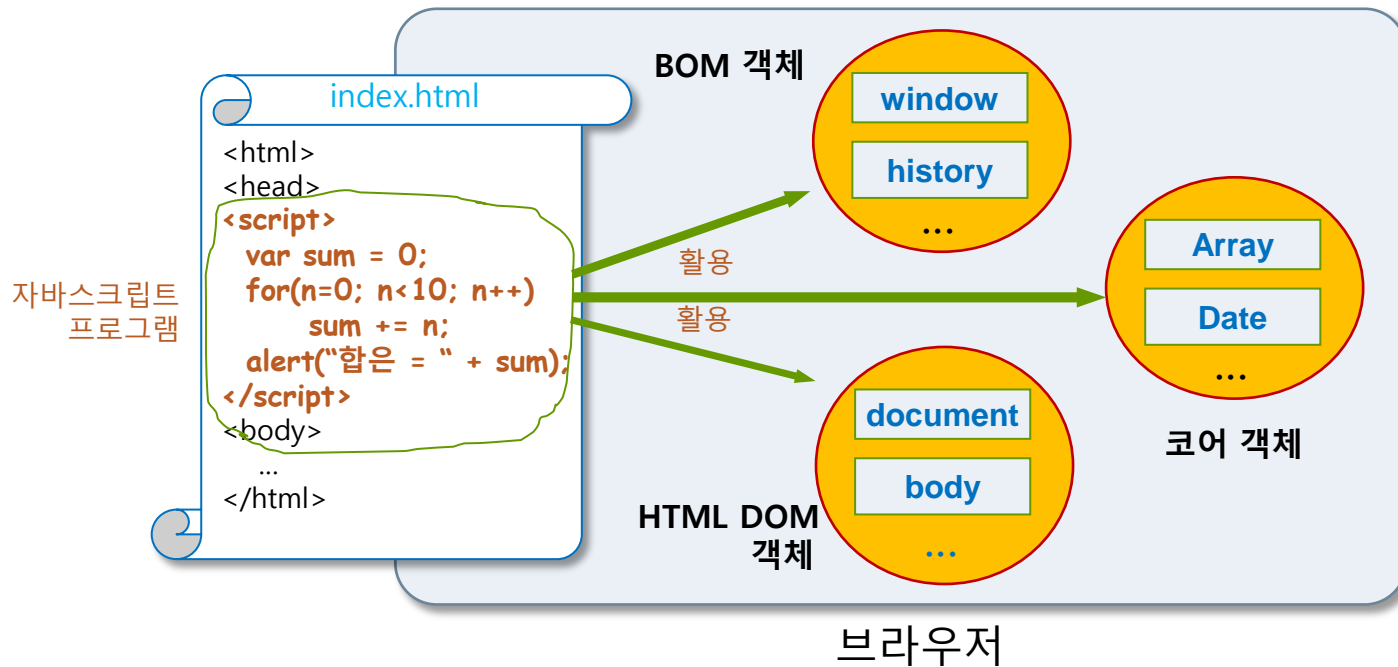 index.html
<html>
<head>
<script>
var sum = 0;
for(n=0; n<10; n++)
sum += n;
alert(“합은 = “ + sum);
</script>
<body>
...
</html>
자바스크립트
프로그램
활용
활용
BOM 객체
window
history
...
Array
Date
...
코어 객체
document
body
...
HTML DOM
객체
브라우저